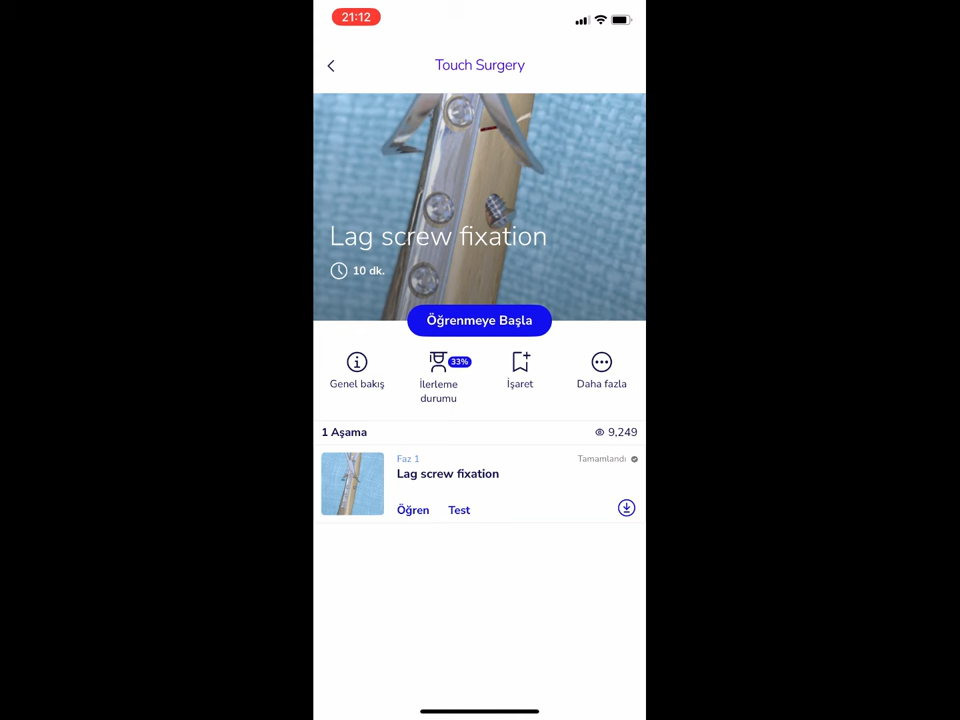 21:12
Touch Surgery
Lag screw fixation
10 dk.
Öğrenmeye Başla
Genel bakış
İlerleme durumu
33%
İşaret
Daha fazla
1 Aşama
9,249
Faz 1
Tamamlandı
Lag screw fixation
Öğren
Test